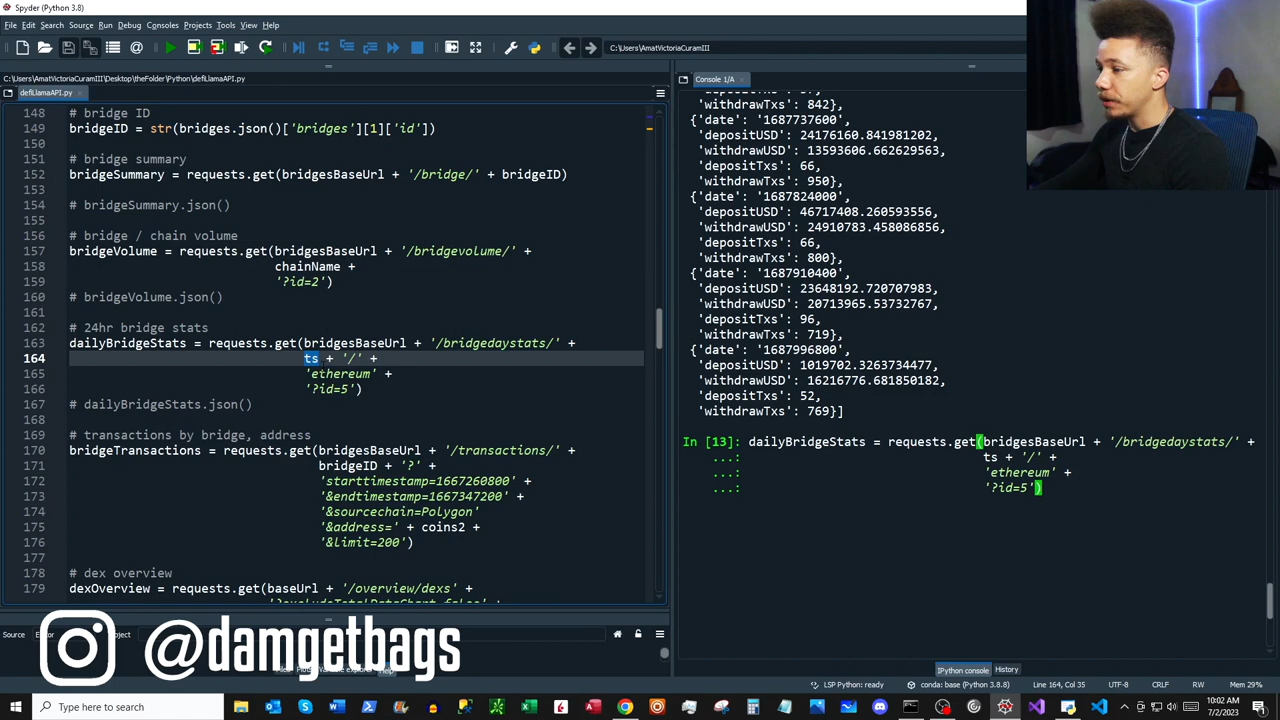 Spyder (Python 3.8)
File Edit Search Source Run Debug Consoles Projects Tools View Help
C:\Users\AmatVictoriaCuramIII
C:\Users\AmatVictoriaCuramIII\Desktop\theFolder\Python\defiLlamaAPI.py
defiLlamaAPI.py
148 # bridge ID
149 bridgeID = str(bridges.json()['bridges'][1]['id'])
150
151 # bridge summary
152 bridgeSummary = requests.get(bridgesBaseUrl + '/bridge/' + bridgeID)
153
154 # bridgeSummary.json()
155
156 # bridge / chain volume
157 bridgeVolume = requests.get(bridgesBaseUrl + '/bridgevolume/' +
158 chainName +
159 '?id=2')
160 # bridgeVolume.json()
161
162 # 24hr bridge stats
163 dailyBridgeStats = requests.get(bridgesBaseUrl + '/bridgedaystats/' +
164 ts + '/' +
165 'ethereum' +
166 '?id=5')
167 # dailyBridgeStats.json()
168
169 # transactions by bridge, address
170 bridgeTransactions = requests.get(bridgesBaseUrl + '/transactions/' +
171 bridgeID + '?' +
172 'starttimestamp=1667260800' +
173 '&endtimestamp=1667347200' +
174 '&sourcechain=Polygon'
175 '&address=' + coins2 +
176 '&limit=200')
177
178 # dex overview
179 dexOverview = requests.get(baseUrl + '/overview/dexs' +
Source
@damgetbags
Help
Console 1/A
'withdrawTxs': 842},
{'date': '1687737600',
'depositUSD': 24176160.841981202,
'withdrawUSD': 13593606.662629563,
'depositTxs': 66,
'withdrawTxs': 950},
{'date': '1687824000',
'depositUSD': 46717408.260593556,
'withdrawUSD': 24910783.458086856,
'depositTxs': 66,
'withdrawTxs': 800},
{'date': '1687910400',
'depositUSD': 23648192.720707983,
'withdrawUSD': 20713965.53732767,
'depositTxs': 96,
'withdrawTxs': 719},
{'date': '1687996800',
'depositUSD': 1019702.3263734477,
'withdrawUSD': 16216776.681850182,
'depositTxs': 52,
'withdrawTxs': 769}]
In [13]: dailyBridgeStats = requests.get(bridgesBaseUrl + '/bridgedaystats/' +
...: ts + '/' +
...: 'ethereum' +
...: '?id=5')
IPython console History
LSP Python: ready conda: base (Python 3.8.8) Line 164, Col 35 UTF-8 CRLF RW Mem 29%
Type here to search
10:02 AM
7/2/2023